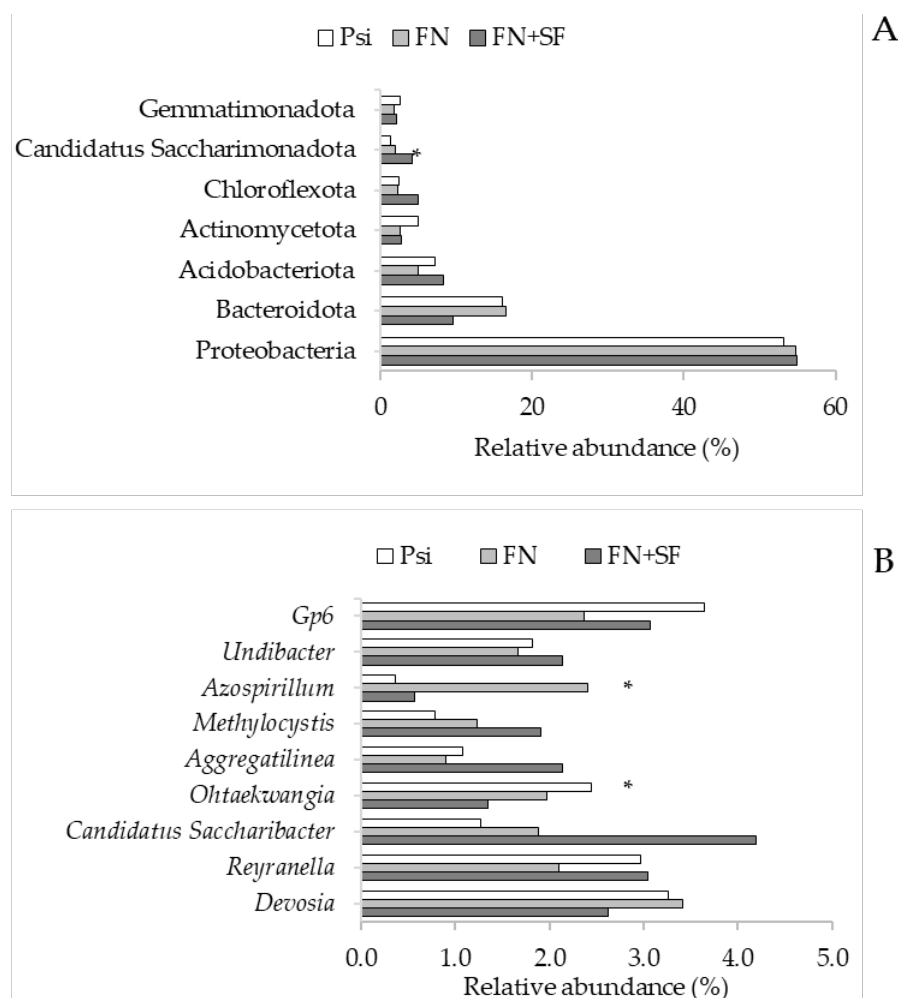 A
Psi FN FN+SF
Gemmatimonadota
Candidatus Saccharimonadota *
Chloroflexota
Actinomycetota
Acidobacteriota
Bacteroidota
Proteobacteria
0 20 40 60
Relative abundance (%)
B
Psi FN FN+SF
Gp6
Undibacter
Azospirillum *
Methylocystis
Aggregatilinea
Ohtaekwangia *
Candidatus Saccharibacter
Reyranella
Devosia
0.0 1.0 2.0 3.0 4.0 5.0
Relative abundance (%)